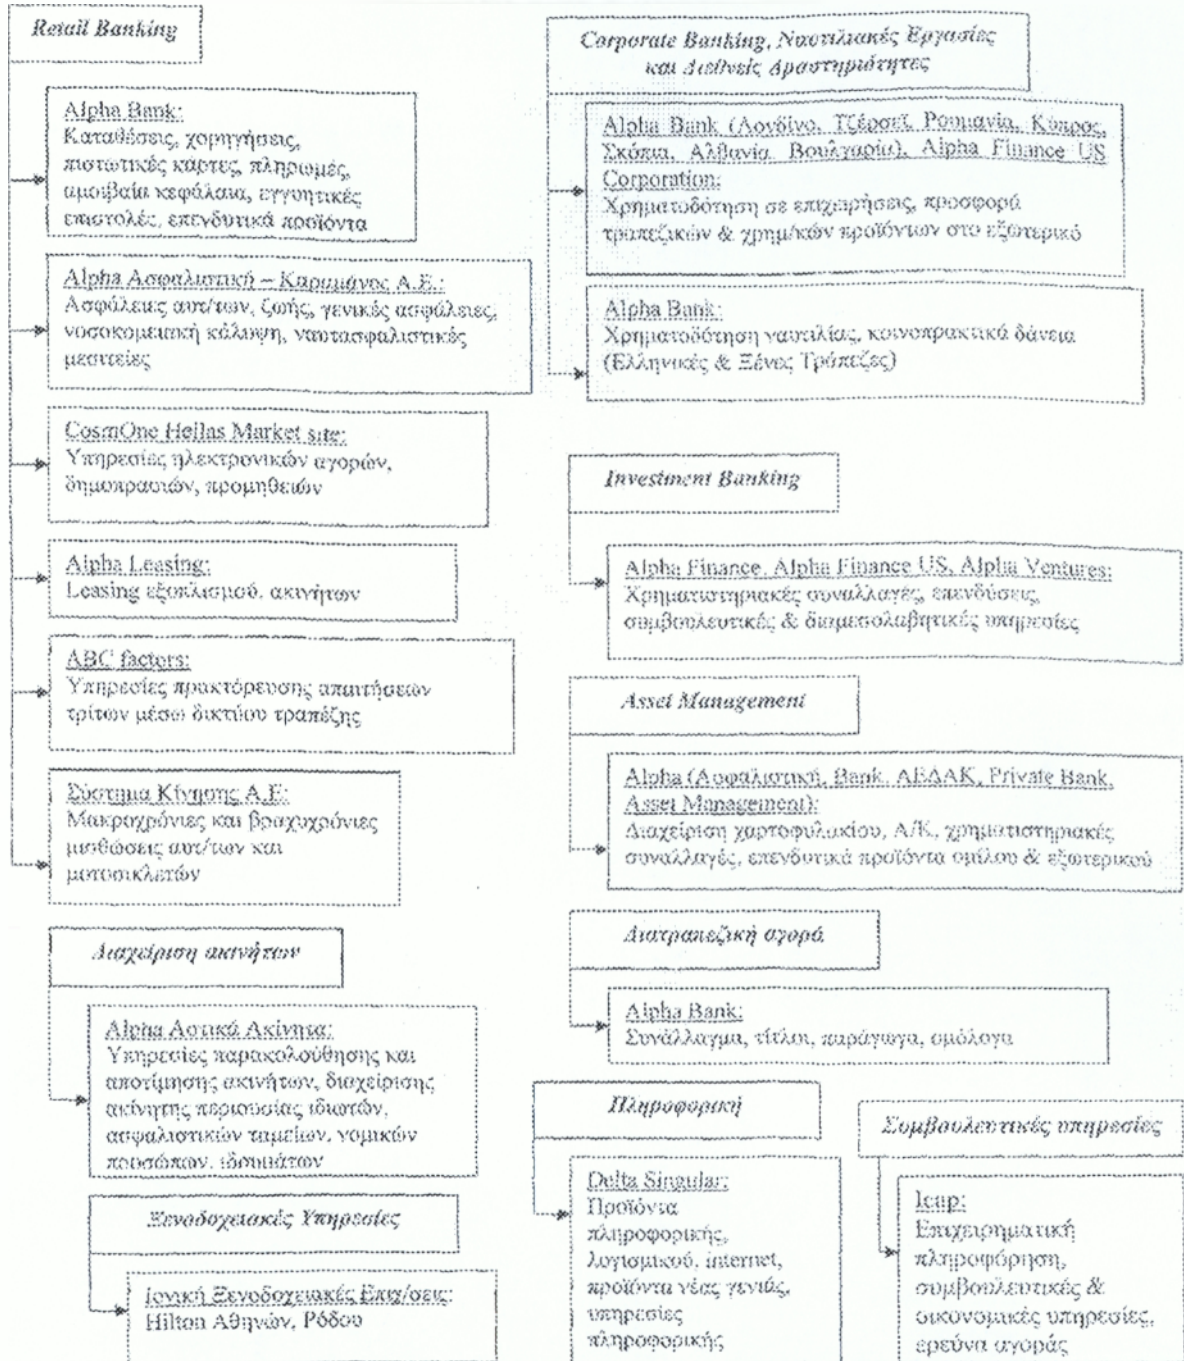 Retail Banking
Alpha Bank:
Καταθέσεις, χορηγήσεις,
πιστωτικές κάρτες, πληρωμές,
αμοιβαία κεφάλαια, εγγυητικές
επιστολές, επενδυτικά προϊόντα
Alpha Ασφαλιστική – Καραμάνος Α.Ε.:
Ασφάλειες αυτ/των, ζωής, γενικές ασφάλειες,
νοσοκομειακή κάλυψη, ναυτασφαλιστικές
μεσιτείες
CosmOne Hellas Market site:
Υπηρεσίες ηλεκτρονικών αγορών,
δημοπρασιών, προμηθειών
Alpha Leasing:
Leasing εξοπλισμού, ακινήτων
ABC factors:
Υπηρεσίες πρακτόρευσης απαιτήσεων
τρίτων μέσω δικτύου τραπέζης
Σύστημα Κίνησης Α.Ε:
Μακροχρόνιες και βραχυχρόνιες
μισθώσεις αυτ/των και
μοτοσικλετών
Διαχείριση ακινήτων
Alpha Αστικά Ακίνητα:
Υπηρεσίες παρακολούθησης και
αποτίμησης ακινήτων, διαχείρισης
ακίνητης περιουσίας ιδιωτών,
ασφαλιστικών ταμείων, νομικών
προσώπων, ιδρυμάτων
Ξενοδοχειακές Υπηρεσίες
Ιονική Ξενοδοχειακές Επιχ/σεις:
Hilton Αθηνών, Ρόδου
Corporate Banking, Ναυτιλιακές Εργασίες
και Διεθνείς Δραστηριότητες
Alpha Bank (Λονδίνο, Τζέρσεϊ, Ρουμανία, Κύπρος,
Σκόπια, Αλβανία, Βουλγαρία), Alpha Finance US
Corporation:
Χρηματοδότηση σε επιχειρήσεις, προσφορά
τραπεζικών & χρημ/κών προϊόντων στο εξωτερικό
Alpha Bank:
Χρηματοδότηση ναυτιλίας, κοινοπρακτικά δάνεια
(Ελληνικές & Ξένες Τράπεζες)
Investment Banking
Alpha Finance, Alpha Finance US, Alpha Ventures:
Χρηματιστηριακές συναλλαγές, επενδύσεις,
συμβουλευτικές & διαμεσολαβητικές υπηρεσίες
Asset Management
Alpha (Ασφαλιστική, Bank, ΑΕΔΑΚ, Private Bank,
Asset Management):
Διαχείριση χαρτοφυλακίου, Α/Κ, χρηματιστηριακές
συναλλαγές, επενδυτικά προϊόντα ομίλου & εξωτερικού
Διατραπεζική αγορά
Alpha Bank:
Συνάλλαγμα, τίτλοι, παράγωγα, ομόλογα
Πληροφορική
Delta Singular:
Προϊόντα
πληροφορικής,
λογισμικού, internet,
προϊόντα νέας γενιάς,
υπηρεσίες
πληροφορικής,
Συμβουλευτικές υπηρεσίες
Icap:
Επιχειρηματική
πληροφόρηση,
συμβουλευτικές &
οικονομικές υπηρεσίες,
ερεύνα αγοράς